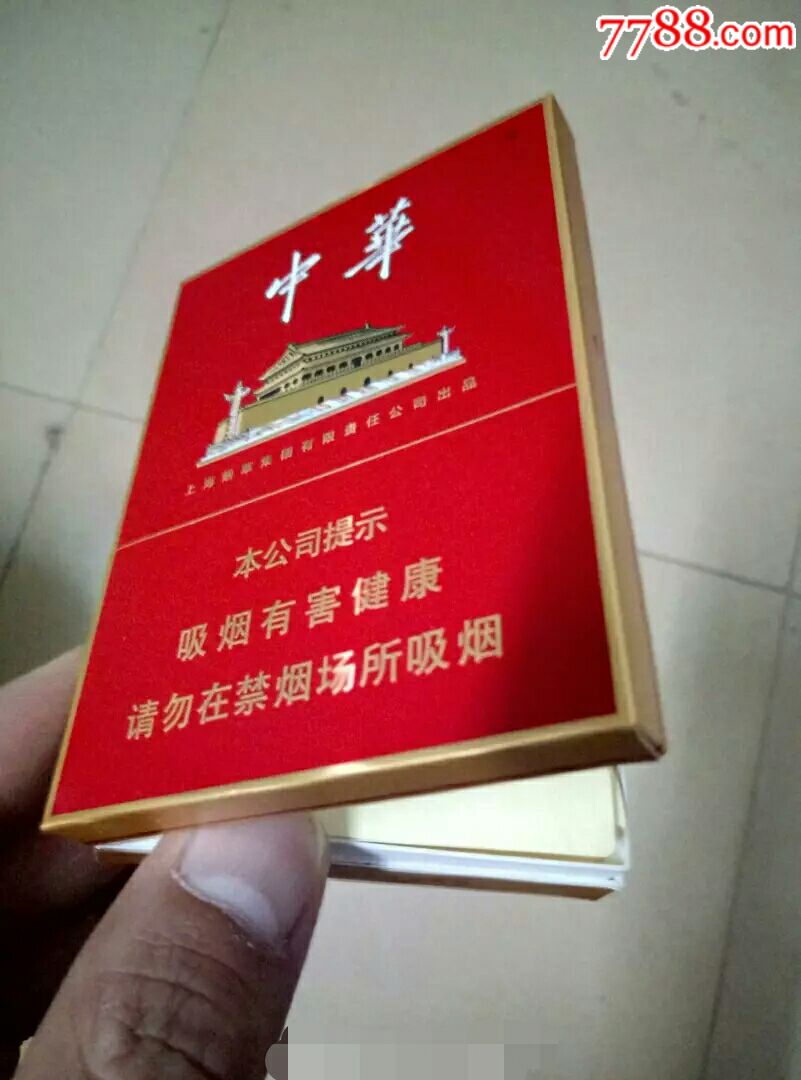 7788.com
中華
上海烟草集团有限责任公司出品
本公司提示
吸烟有害健康
请勿在禁烟场所吸烟